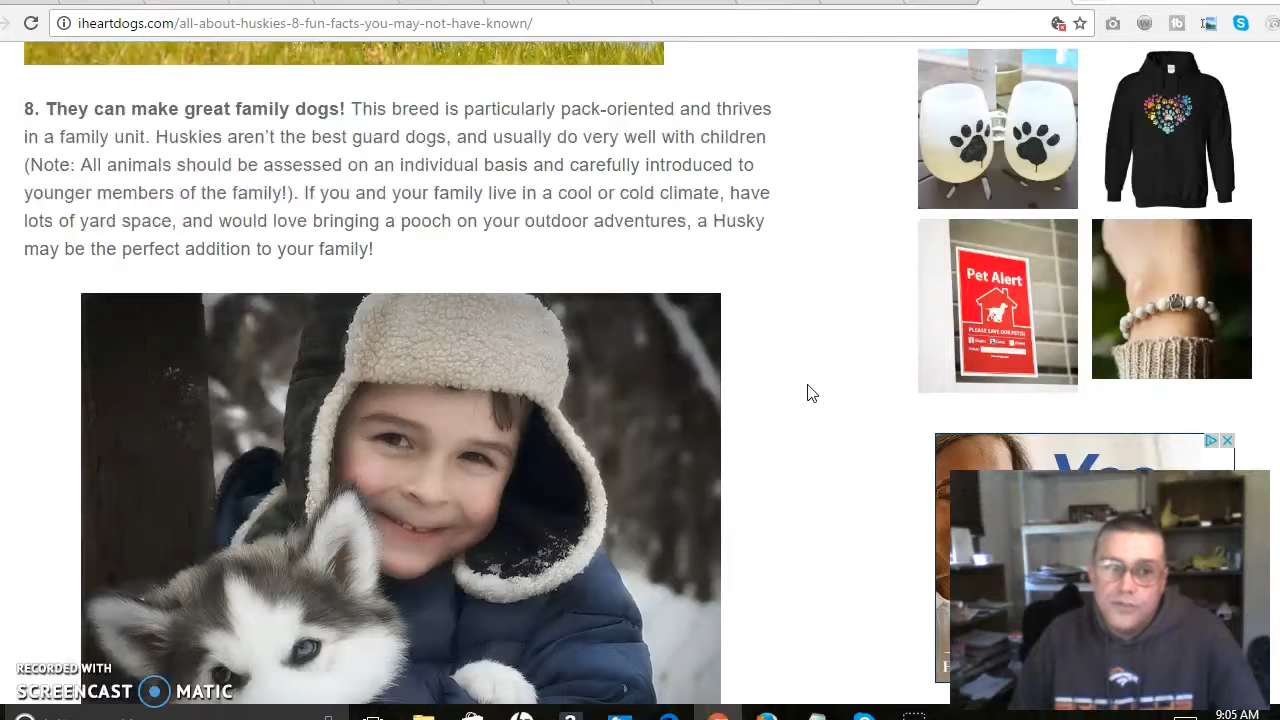 iheartdogs.com/all-about-huskies-8-fun-facts-you-may-not-have-known/
8. They can make great family dogs! This breed is particularly pack-oriented and thrives
in a family unit. Huskies aren’t the best guard dogs, and usually do very well with children
(Note: All animals should be assessed on an individual basis and carefully introduced to
younger members of the family!). If you and your family live in a cool or cold climate, have
lots of yard space, and would love bringing a pooch on your outdoor adventures, a Husky
may be the perfect addition to your family!
Pet Alert
PLEASE SAVE OUR PET(S)
RECORDED WITH
SCREENCAST MATIC
9:05 AM